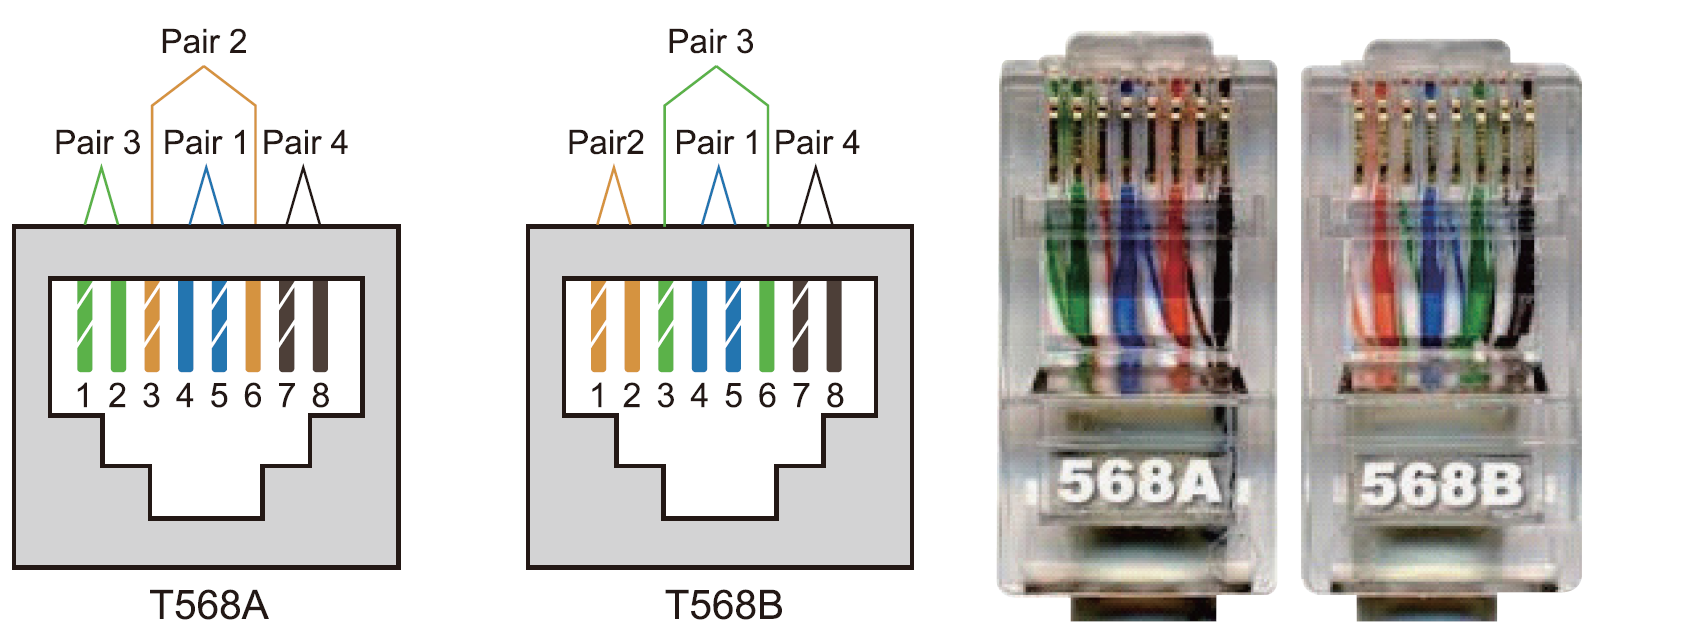 Pair 2
Pair 3 Pair 1 Pair 4
1 2 3 4 5 6 7 8
T568A
Pair 3
Pair2 Pair 1 Pair 4
1 2 3 4 5 6 7 8
T568B
568A
568B